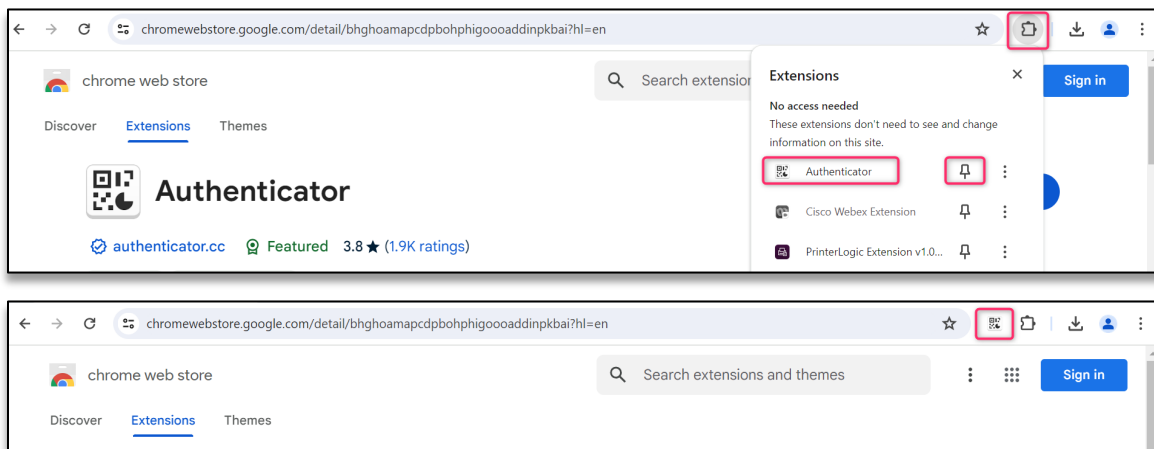 chromewebstore.google.com/detail/bhghoamapcdpbohphigoooaddinpkbai?hl=en
chrome web store
Search extension
Extensions
Sign in
No access needed
Discover Extensions Themes
These extensions don't need to see and change
information on this site.
Authenticator
Authenticator
Cisco Webex Extension
authenticator.cc Featured 3.8 ★ (1.9K ratings)
PrinterLogic Extension v1.0...
chromewebstore.google.com/detail/bhghoamapcdpbohphigoooaddinpkbai?hl=en
chrome web store
Search extensions and themes
Sign in
Discover Extensions Themes